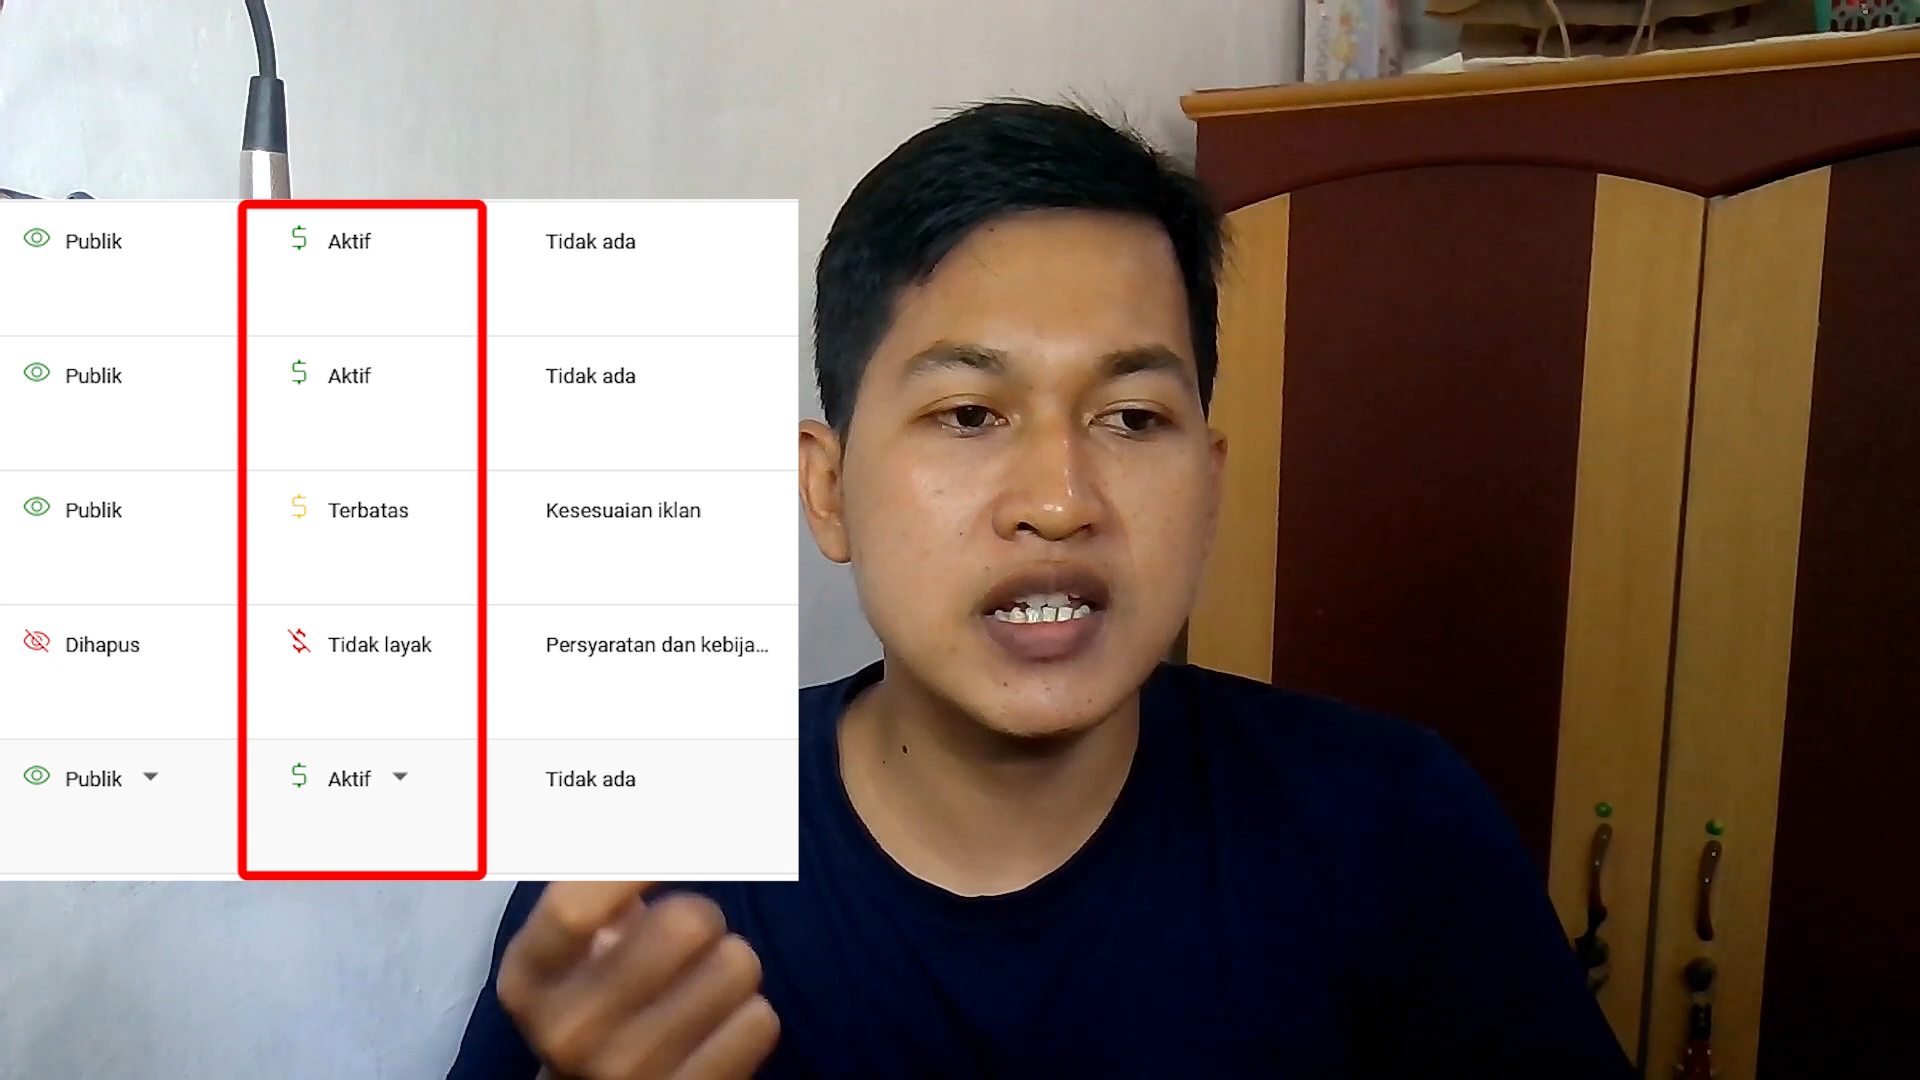 Publik Aktif Tidak ada
Publik Aktif Tidak ada
Publik Terbatas Kesesuaian iklan
Dihapus Tidak layak Persyaratan dan kebija...
Publik Aktif Tidak ada